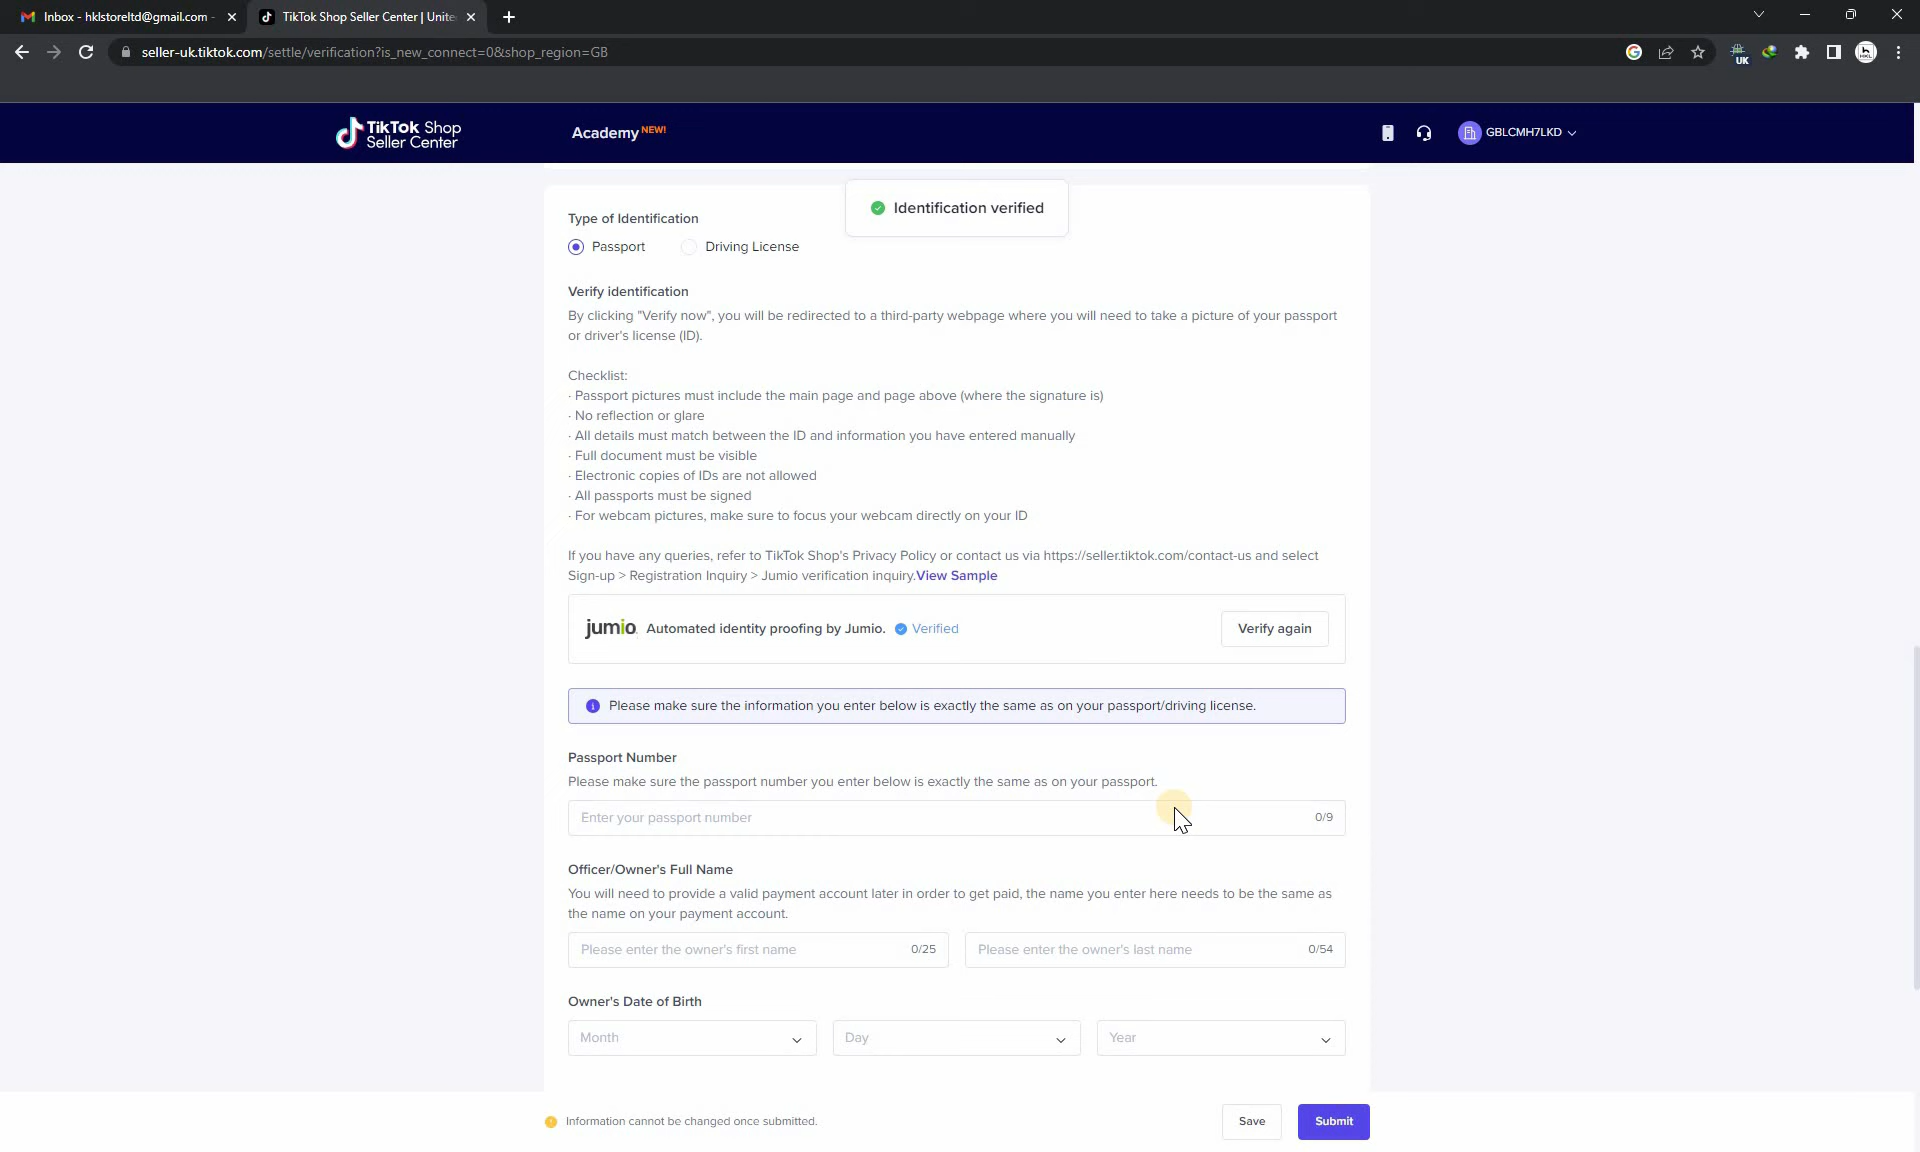 Inbox - hklstoreltd@gmail.com -
TikTok Shop Seller Center | Unite
seller-uk.tiktok.com/settle/verification?is_new_connect=0&shop_region=GB
UK
TikTok Shop
Seller Center
Academy NEW!
GBLCMH7LKD
Identification verified
Type of Identification
Passport
Driving License
Verify identification
By clicking "Verify now", you will be redirected to a third-party webpage where you will need to take a picture of your passport
or driver's license (ID).
Checklist:
· Passport pictures must include the main page and page above (where the signature is)
· No reflection or glare
· All details must match between the ID and information you have entered manually
· Full document must be visible
· Electronic copies of IDs are not allowed
· All passports must be signed
· For webcam pictures, make sure to focus your webcam directly on your ID
If you have any queries, refer to TikTok Shop's Privacy Policy or contact us via https://seller.tiktok.com/contact-us and select
Sign-up > Registration Inquiry > Jumio verification inquiry.View Sample
jumio. Automated identity proofing by Jumio. Verified
Verify again
Please make sure the information you enter below is exactly the same as on your passport/driving license.
Passport Number
Please make sure the passport number you enter below is exactly the same as on your passport.
Enter your passport number 0/9
Officer/Owner's Full Name
You will need to provide a valid payment account later in order to get paid, the name you enter here needs to be the same as
the name on your payment account.
Please enter the owner's first name 0/25
Please enter the owner's last name 0/54
Owner's Date of Birth
Month
Day
Year
Information cannot be changed once submitted.
Save
Submit